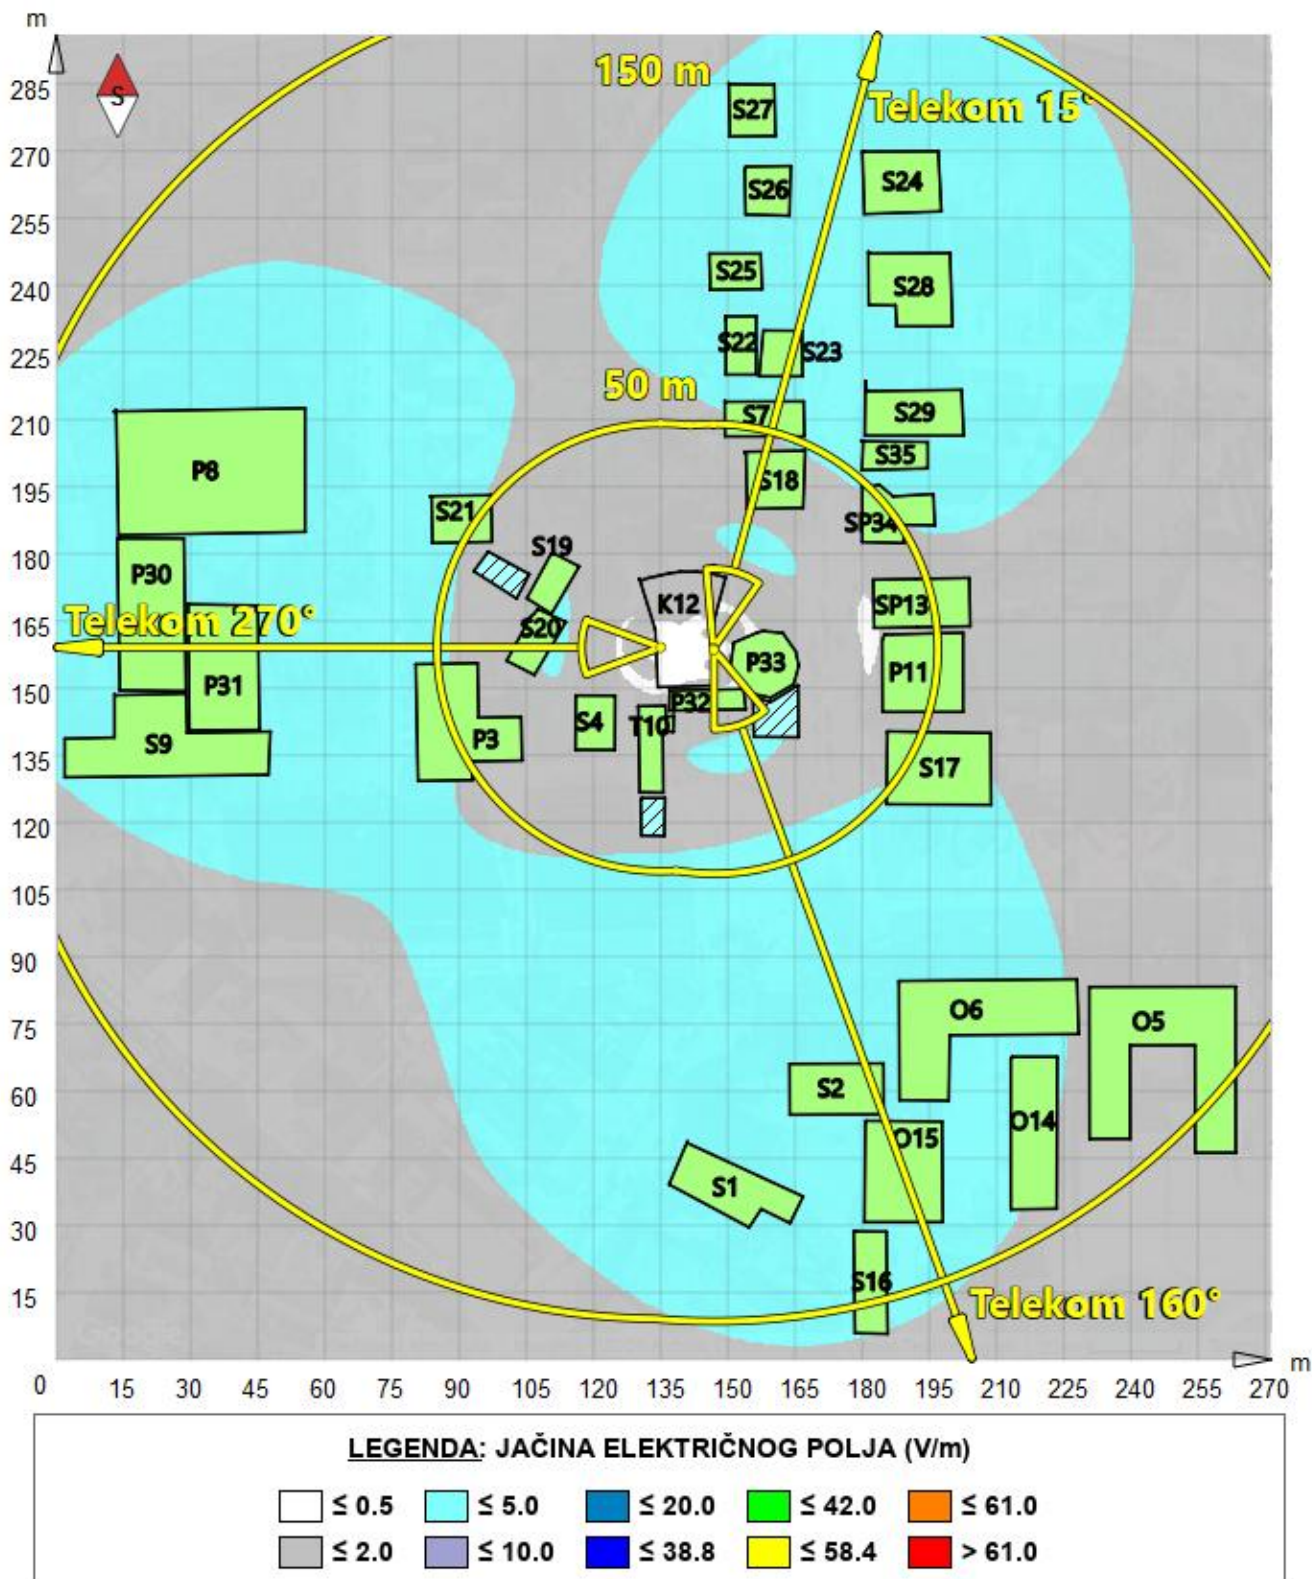 m
S
150 m
Telekom 15°
285
S27
270
S26
S24
255
S25
S28
240
S22
S23
225
50 m
S7
S29
210
P8
S35
195
S18
S21
SP34
180
S19
P30
K12
SP13
165
Telekom 270°
S20
P33
P11
P31
150
P32
S4
T10
S9
P3
S17
135
120
105
90
O6
O5
75
S2
60
O14
O15
45
S1
30
S16
15
Telekom 160°
m
0 15 30 45 60 75 90 105 120 135 150 165 180 195 210 225 240 255 270
LEGENDA: JAČINA ELEKTRIČNOG POLJA (V/m)
≤ 0.5 ≤ 5.0 ≤ 20.0 ≤ 42.0 ≤ 61.0
≤ 2.0 ≤ 10.0 ≤ 38.8 ≤ 58.4 > 61.0